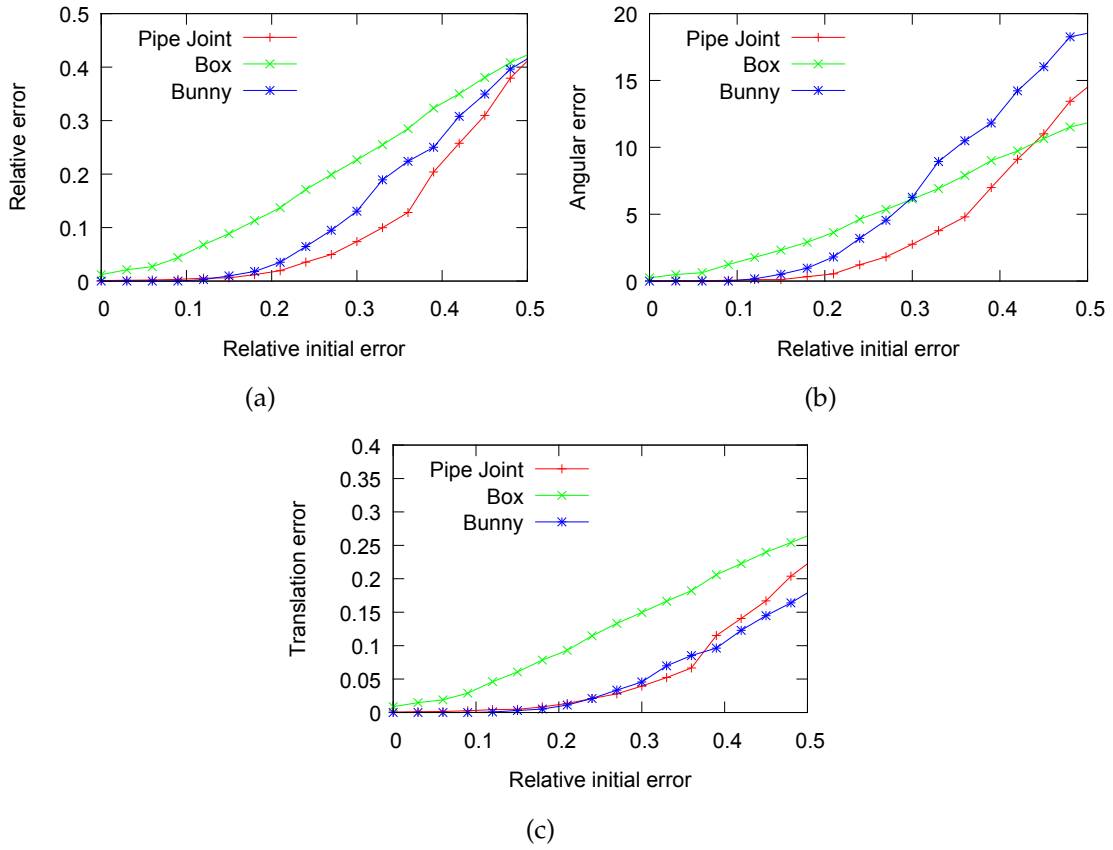 0.5
0.4
0.3
0.2
0.1
0
0 0.1 0.2 0.3 0.4 0.5
Relative error
Relative initial error
Pipe Joint
Box
Bunny
(a)
20
15
10
5
0
0 0.1 0.2 0.3 0.4 0.5
Angular error
Relative initial error
Pipe Joint
Box
Bunny
(b)
0.4
0.35
0.3
0.25
0.2
0.15
0.1
0.05
0
0 0.1 0.2 0.3 0.4 0.5
Translation error
Relative initial error
Pipe Joint
Box
Bunny
(c)